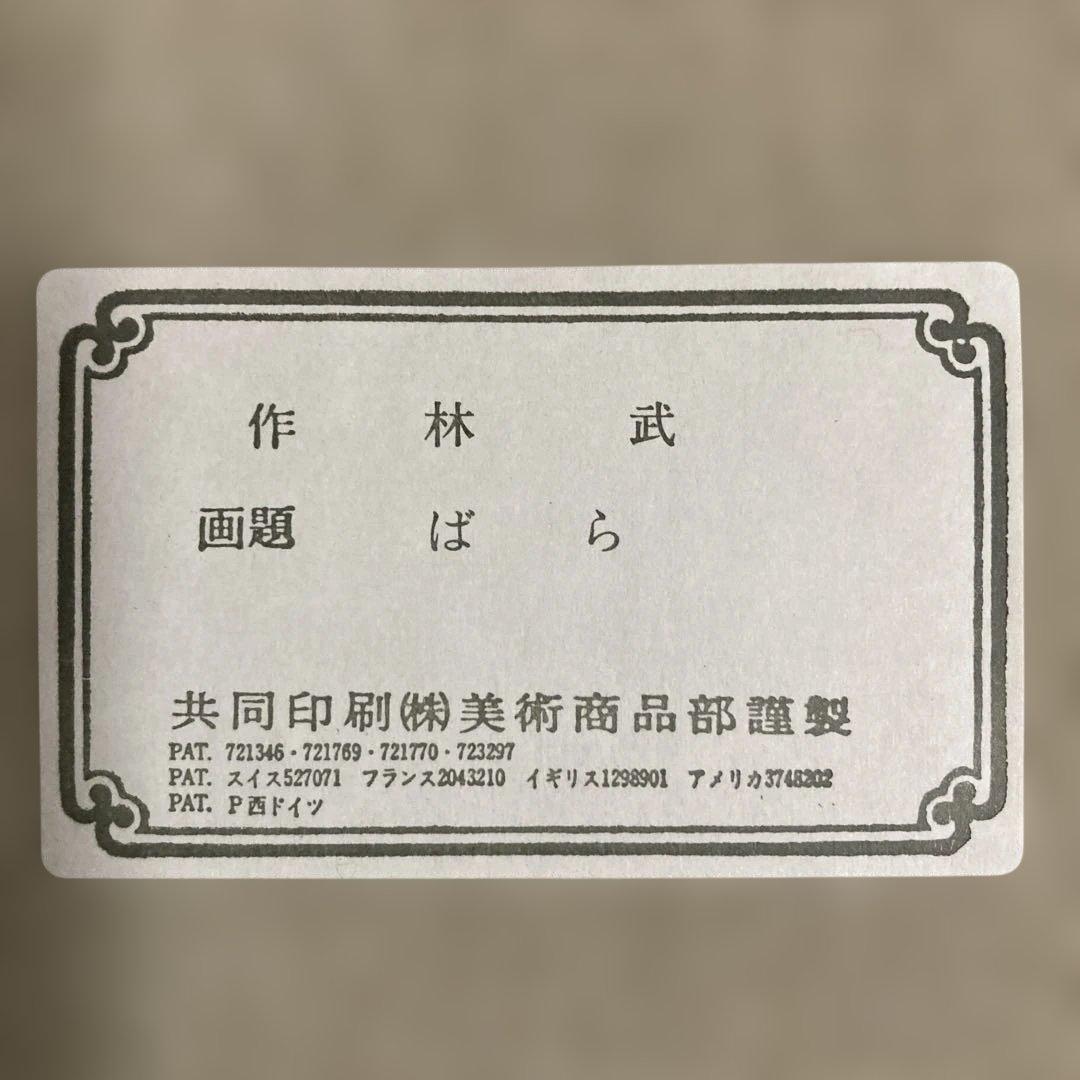 作 林 武
画題 ばら
共同印刷㈱美術商品部謹製
PAT. 721346・721769・721770・723297
PAT. スイス527071 フランス2043210 イギリス1298901 アメリカ3748202
PAT. P西ドイツ